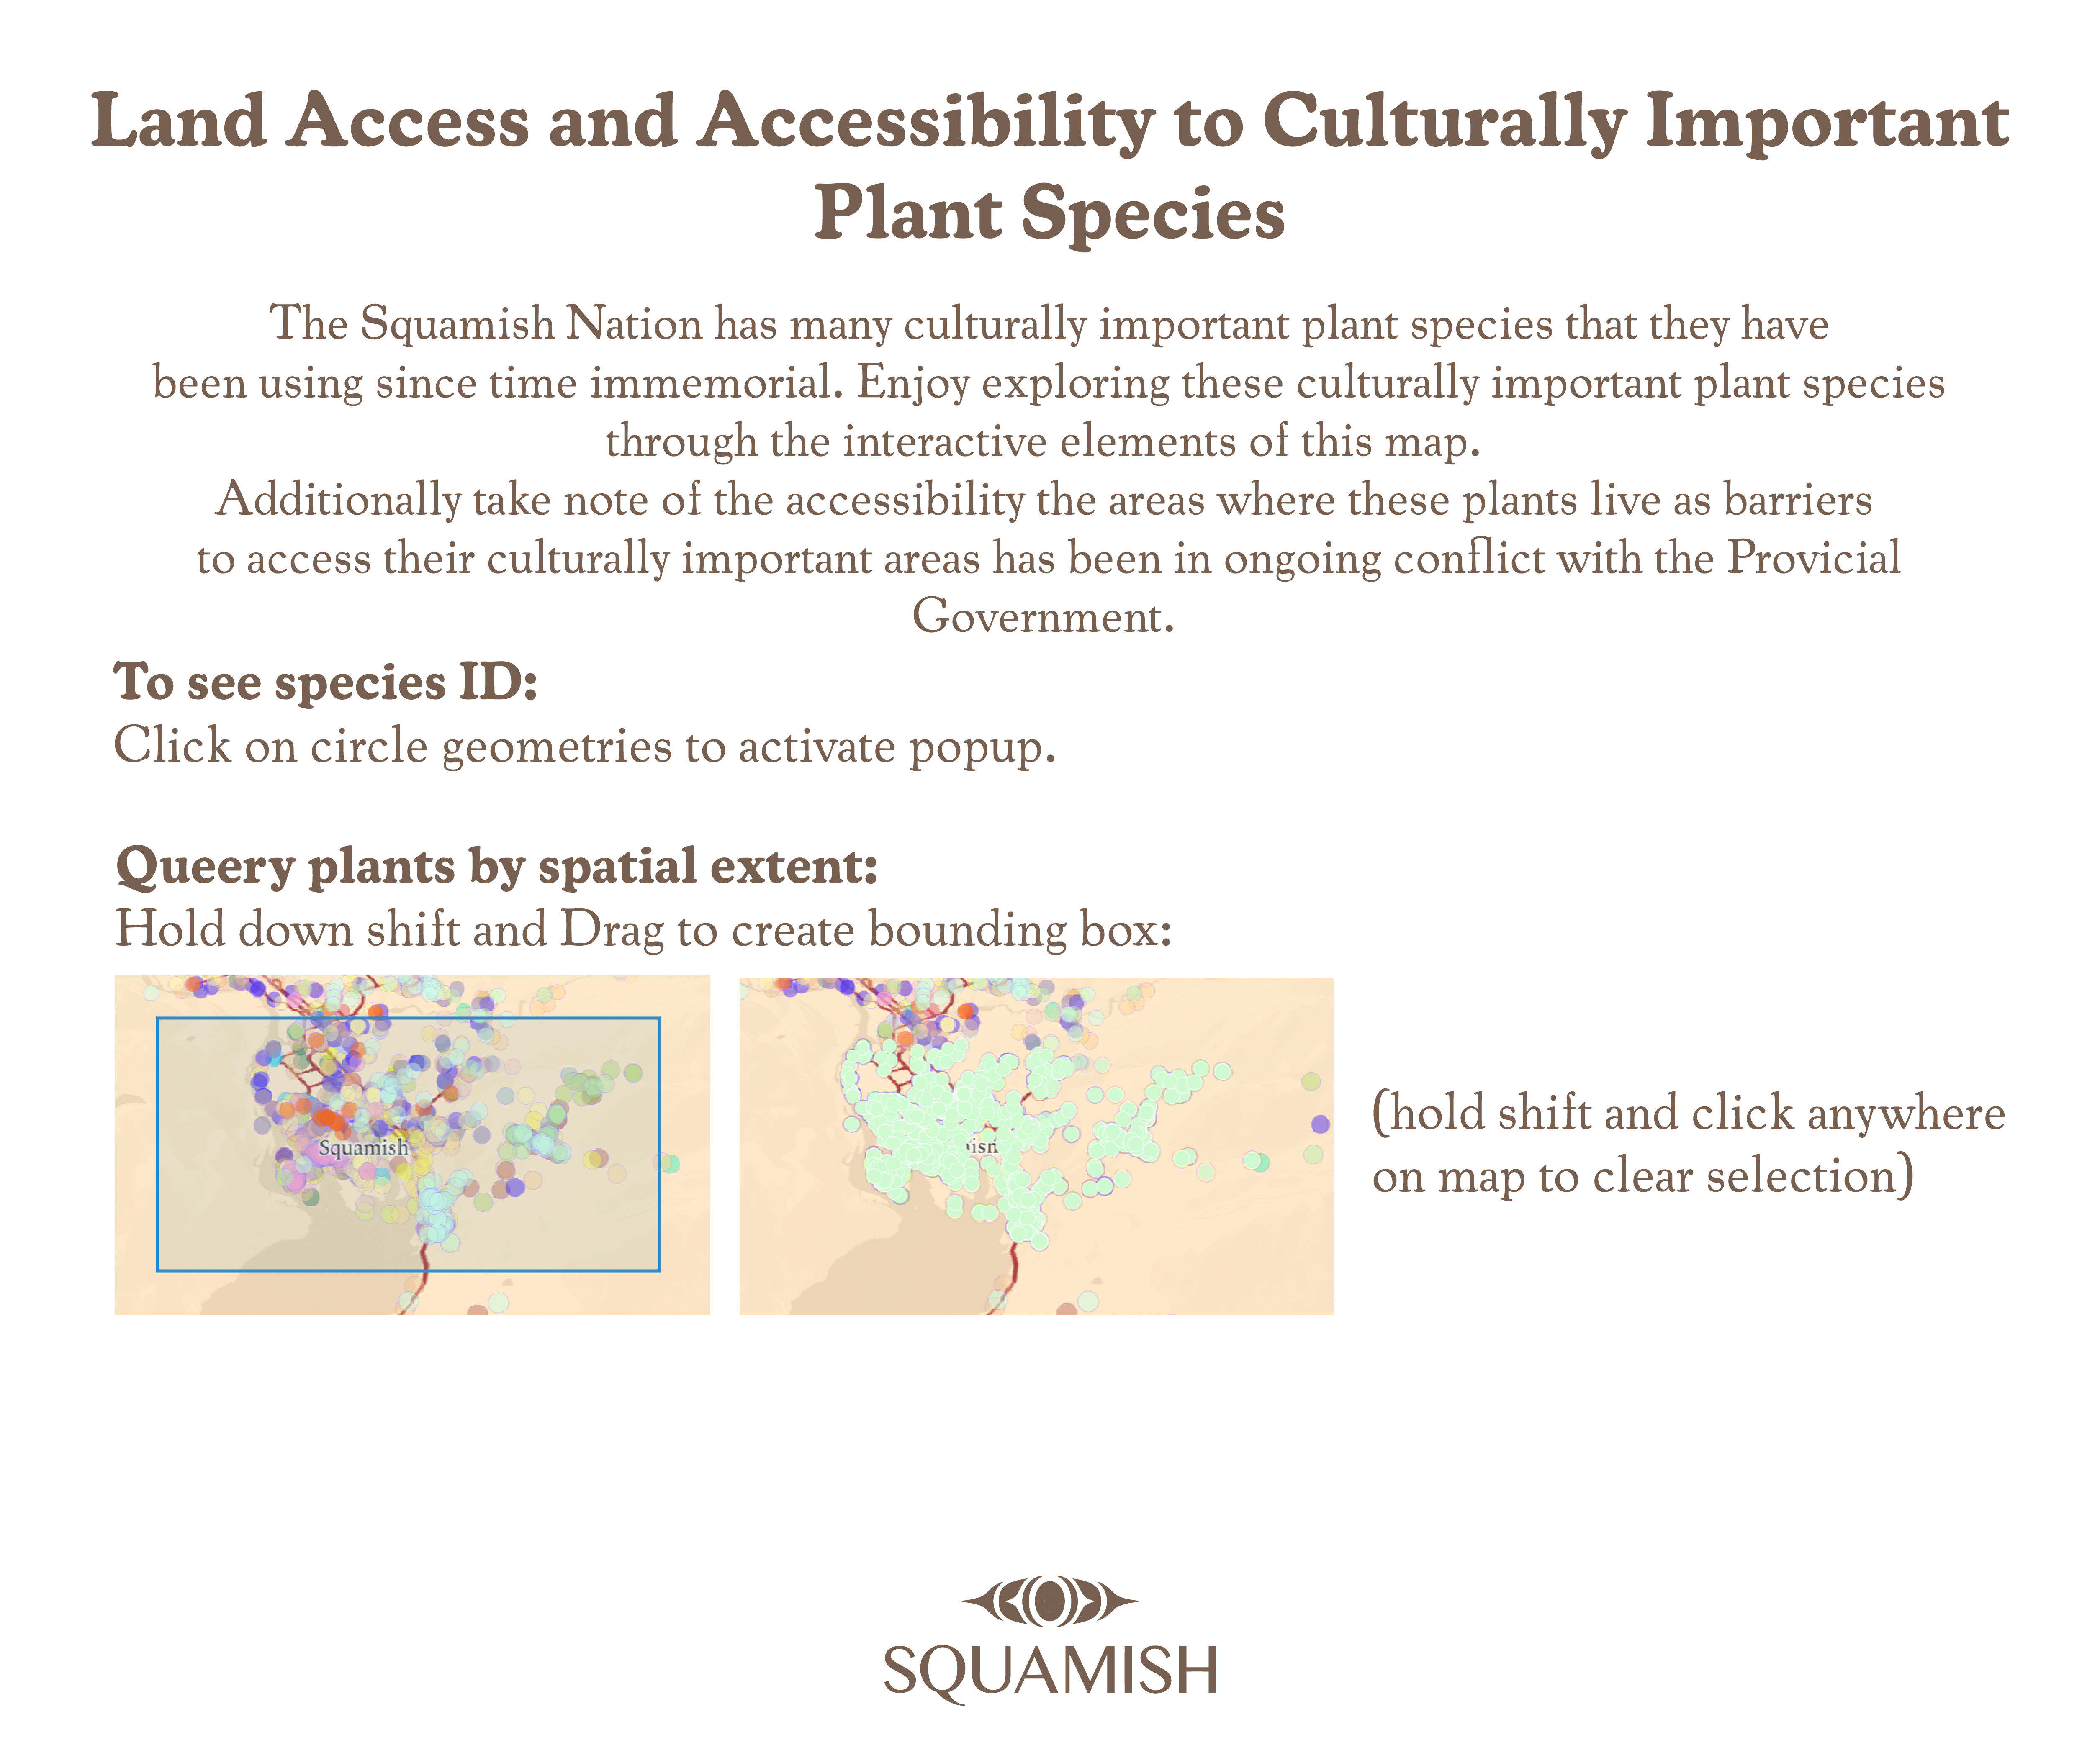 Land Access and Accessibility to Culturally Important
Plant Species
The Squamish Nation has many culturally important plant species that they have
been using since time immemorial. Enjoy exploring these culturally important plant species
through the interactive elements of this map.
Additionally take note of the accessibility the areas where these plants live as barriers
to access their culturally important areas has been in ongoing conflict with the Provicial
Government.
To see species ID:
Click on circle geometries to activate popup.
Queery plants by spatial extent:
Hold down shift and Drag to create bounding box:
Squamish
(hold shift and click anywhere
on map to clear selection)
SQUAMISH